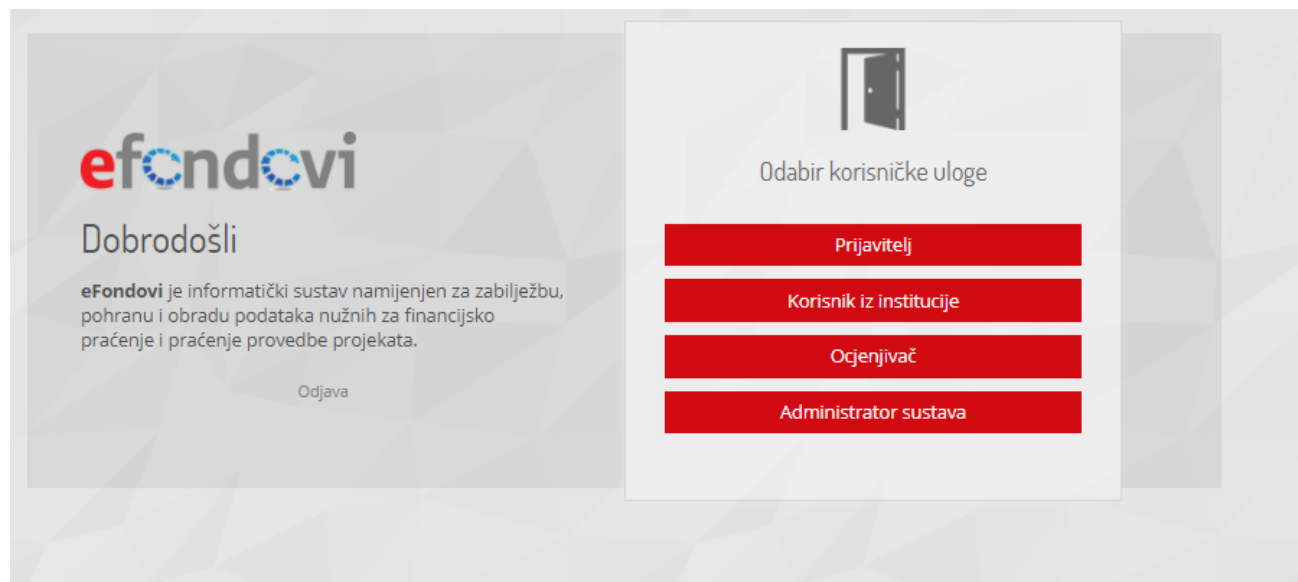 efondovi
Dobrodošli
eFondovi je informatički sustav namijenjen za zabilježbu,
pohranu i obradu podataka nužnih za financijsko
praćenje i praćenje provedbe projekata.
Odjava
Odabir korisničke uloge
Prijavitelj
Korisnik iz institucije
Ocjenjivač
Administrator sustava